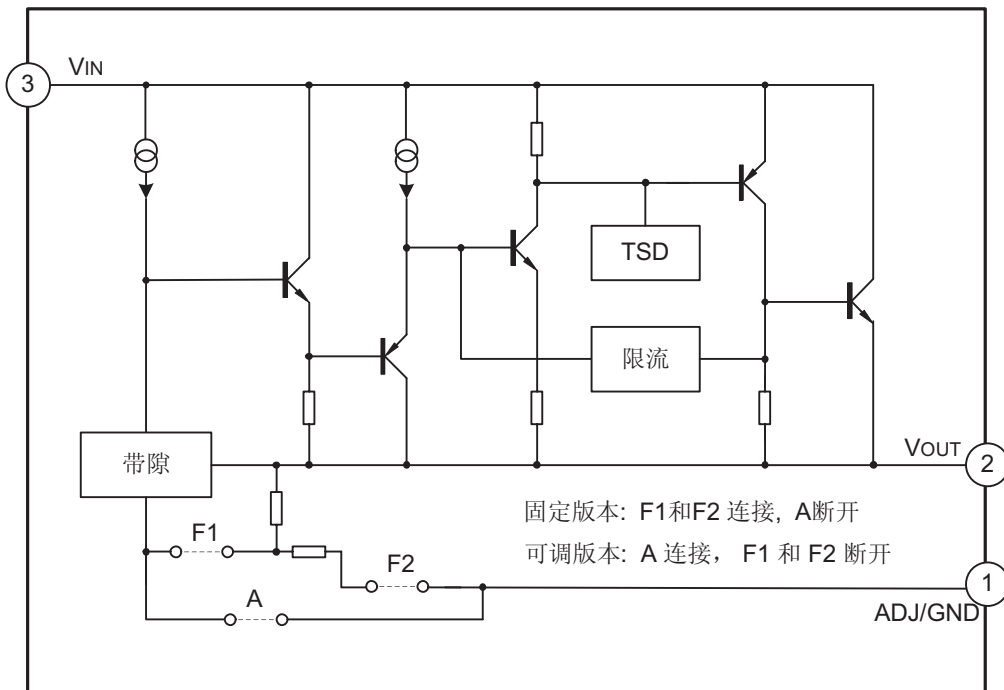 3
VIN
TSD
限流
带隙
VOUT
2
固定版本: F1和F2 连接, A断开
F1
可调版本: A 连接, F1 和 F2 断开
F2
1
A
ADJ/GND